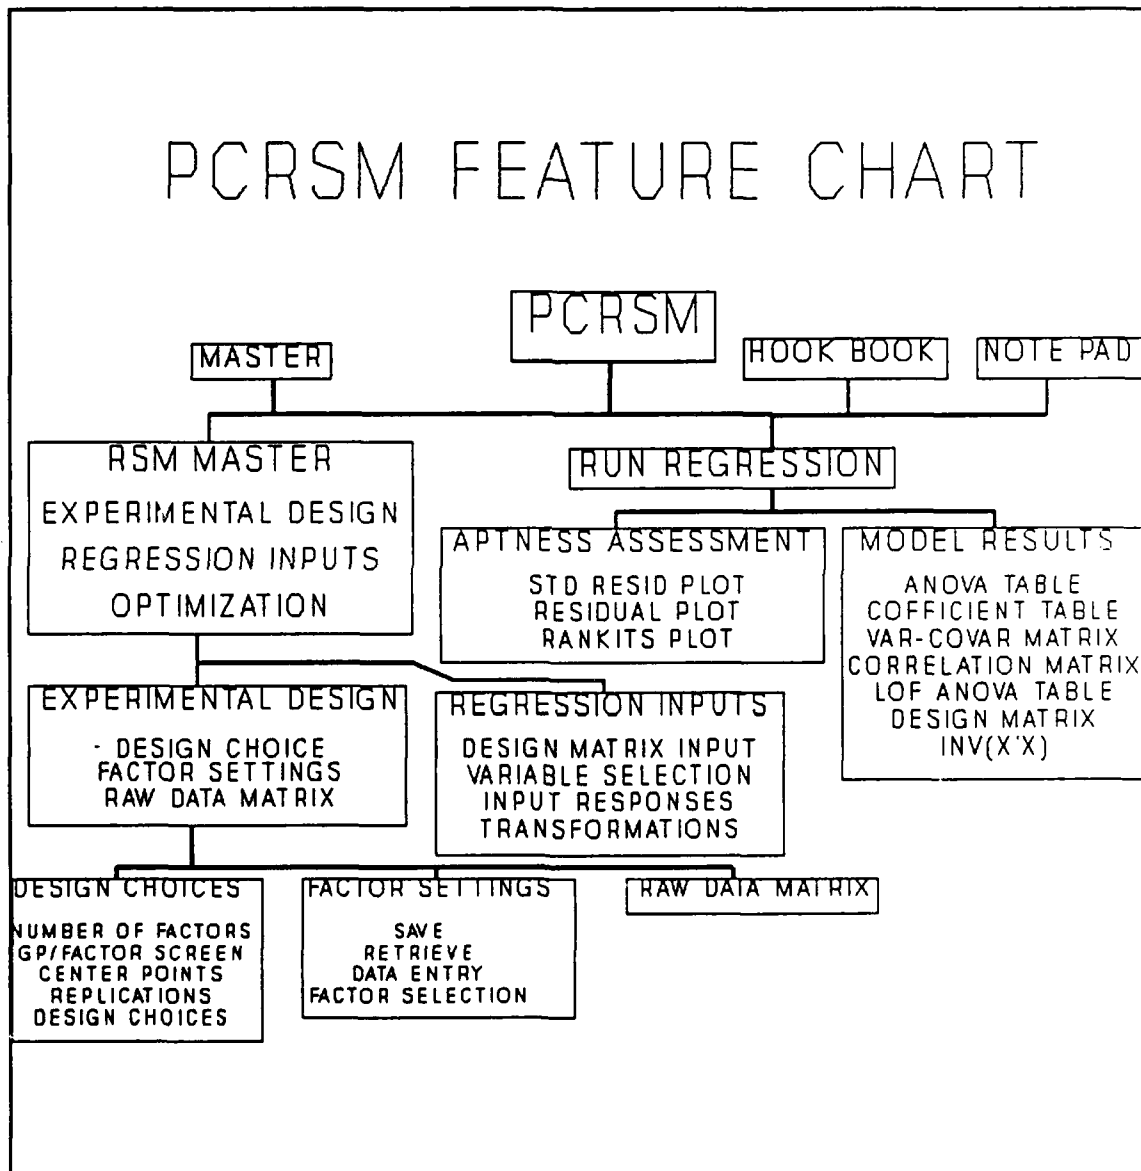 PCRSM FEATURE CHART
PCRSM
MASTER
HOOK BOOK
NOTE PAD
RSM MASTER
EXPERIMENTAL DESIGN
REGRESSION INPUTS
OPTIMIZATION
RUN REGRESSION
APTNESS ASSESSMENT
STD RESID PLOT
RESIDUAL PLOT
RANKITS PLOT
MODEL RESULTS
ANOVA TABLE
COFFICIENT TABLE
VAR-COVAR MATRIX
CORRELATION MATRIX
LOF ANOVA TABLE
DESIGN MATRIX
INV(X'X)
EXPERIMENTAL DESIGN
DESIGN CHOICE
FACTOR SETTINGS
RAW DATA MATRIX
REGRESSION INPUTS
DESIGN MATRIX INPUT
VARIABLE SELECTION
INPUT RESPONSES
TRANSFORMATIONS
DESIGN CHOICES
NUMBER OF FACTORS
GP/FACTOR SCREEN
CENTER POINTS
REPLICATIONS
DESIGN CHOICES
FACTOR SETTINGS
SAVE
RETRIEVE
DATA ENTRY
FACTOR SELECTION
RAW DATA MATRIX